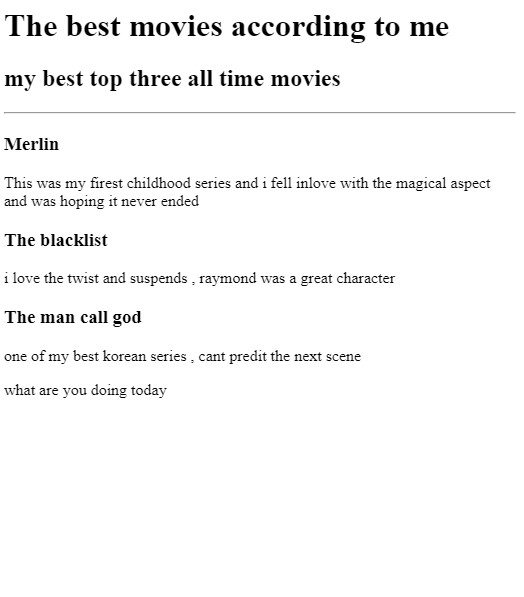 The best movies according to me
my best top three all time movies
Merlin
This was my firest childhood series and i fell inlove with the magical aspect
and was hoping it never ended
The blacklist
i love the twist and suspends , raymond was a great character
The man call god
one of my best korean series , cant predit the next scene
what are you doing today